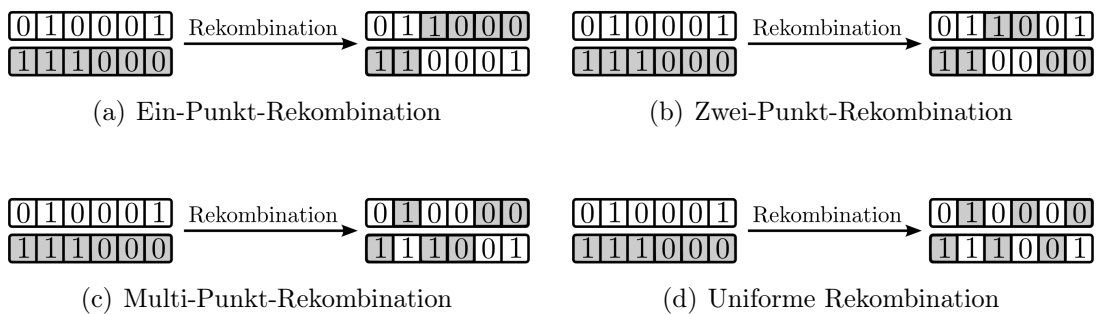 010001 Rekombination 011000
111000 110001
(a) Ein-Punkt-Rekombination
010001 Rekombination 011001
111000 110000
(b) Zwei-Punkt-Rekombination
010001 Rekombination 010000
111000 111001
(c) Multi-Punkt-Rekombination
010001 Rekombination 010000
111000 111001
(d) Uniforme Rekombination